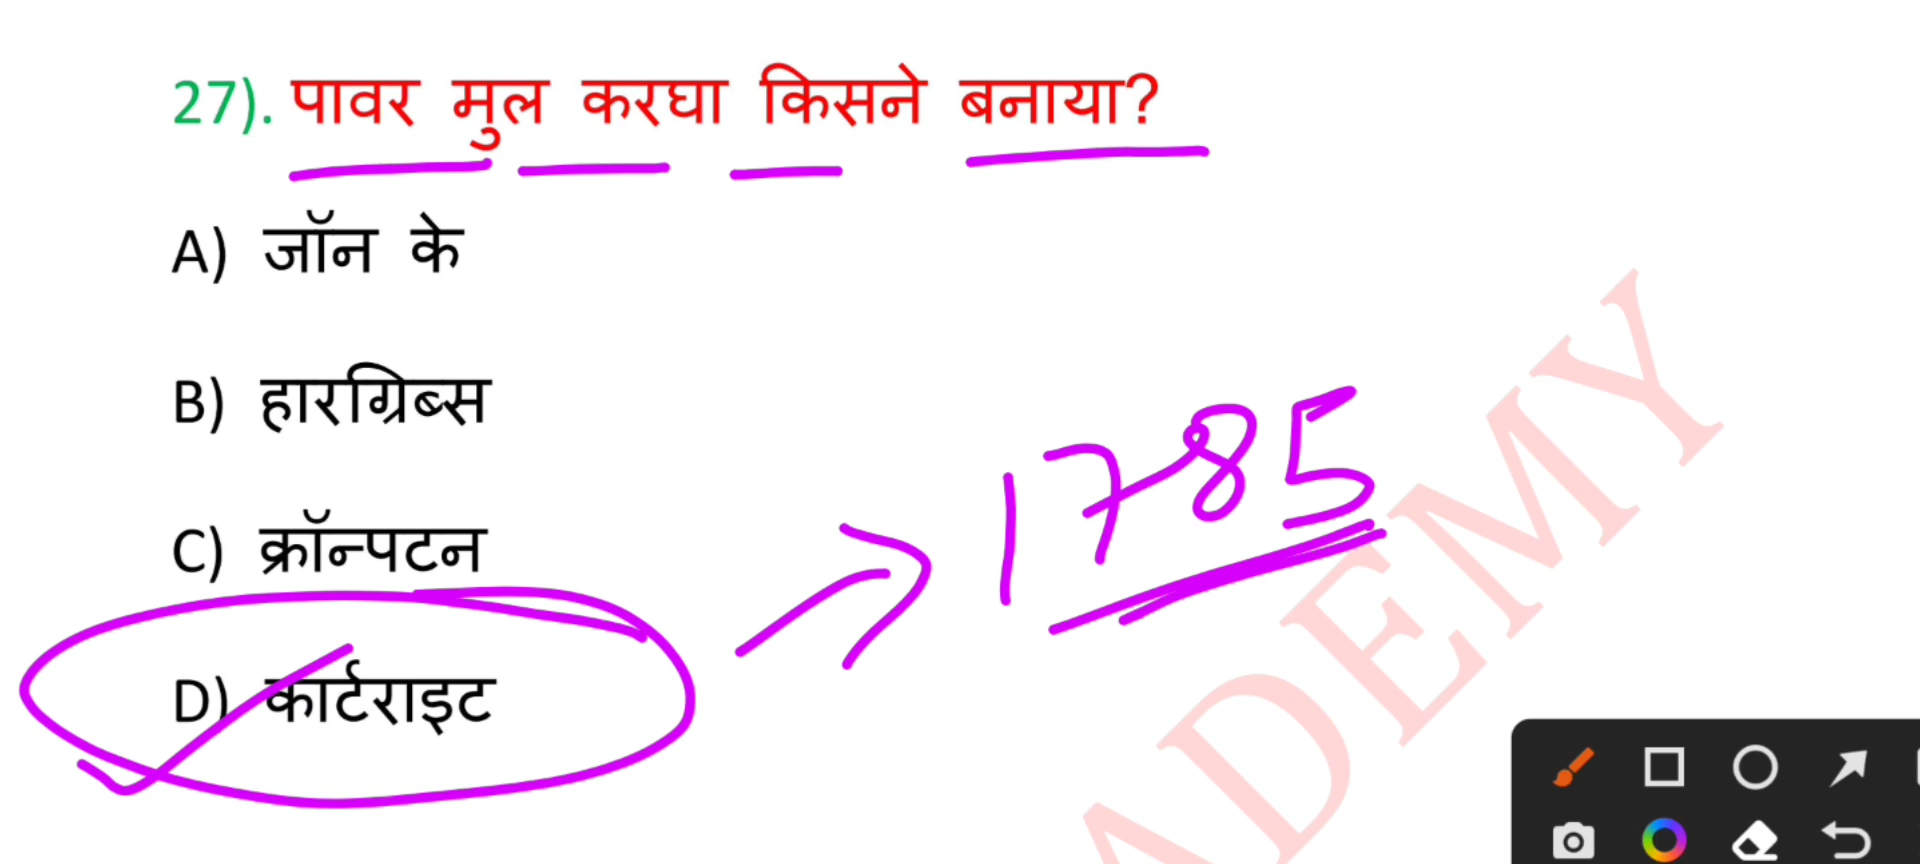 27). पावर मुल करघा किसने बनाया?
A) जॉन के
B) हारग्रिब्स
C) क्रॉन्पटन
1785
D) कार्टराइट
ADEMY